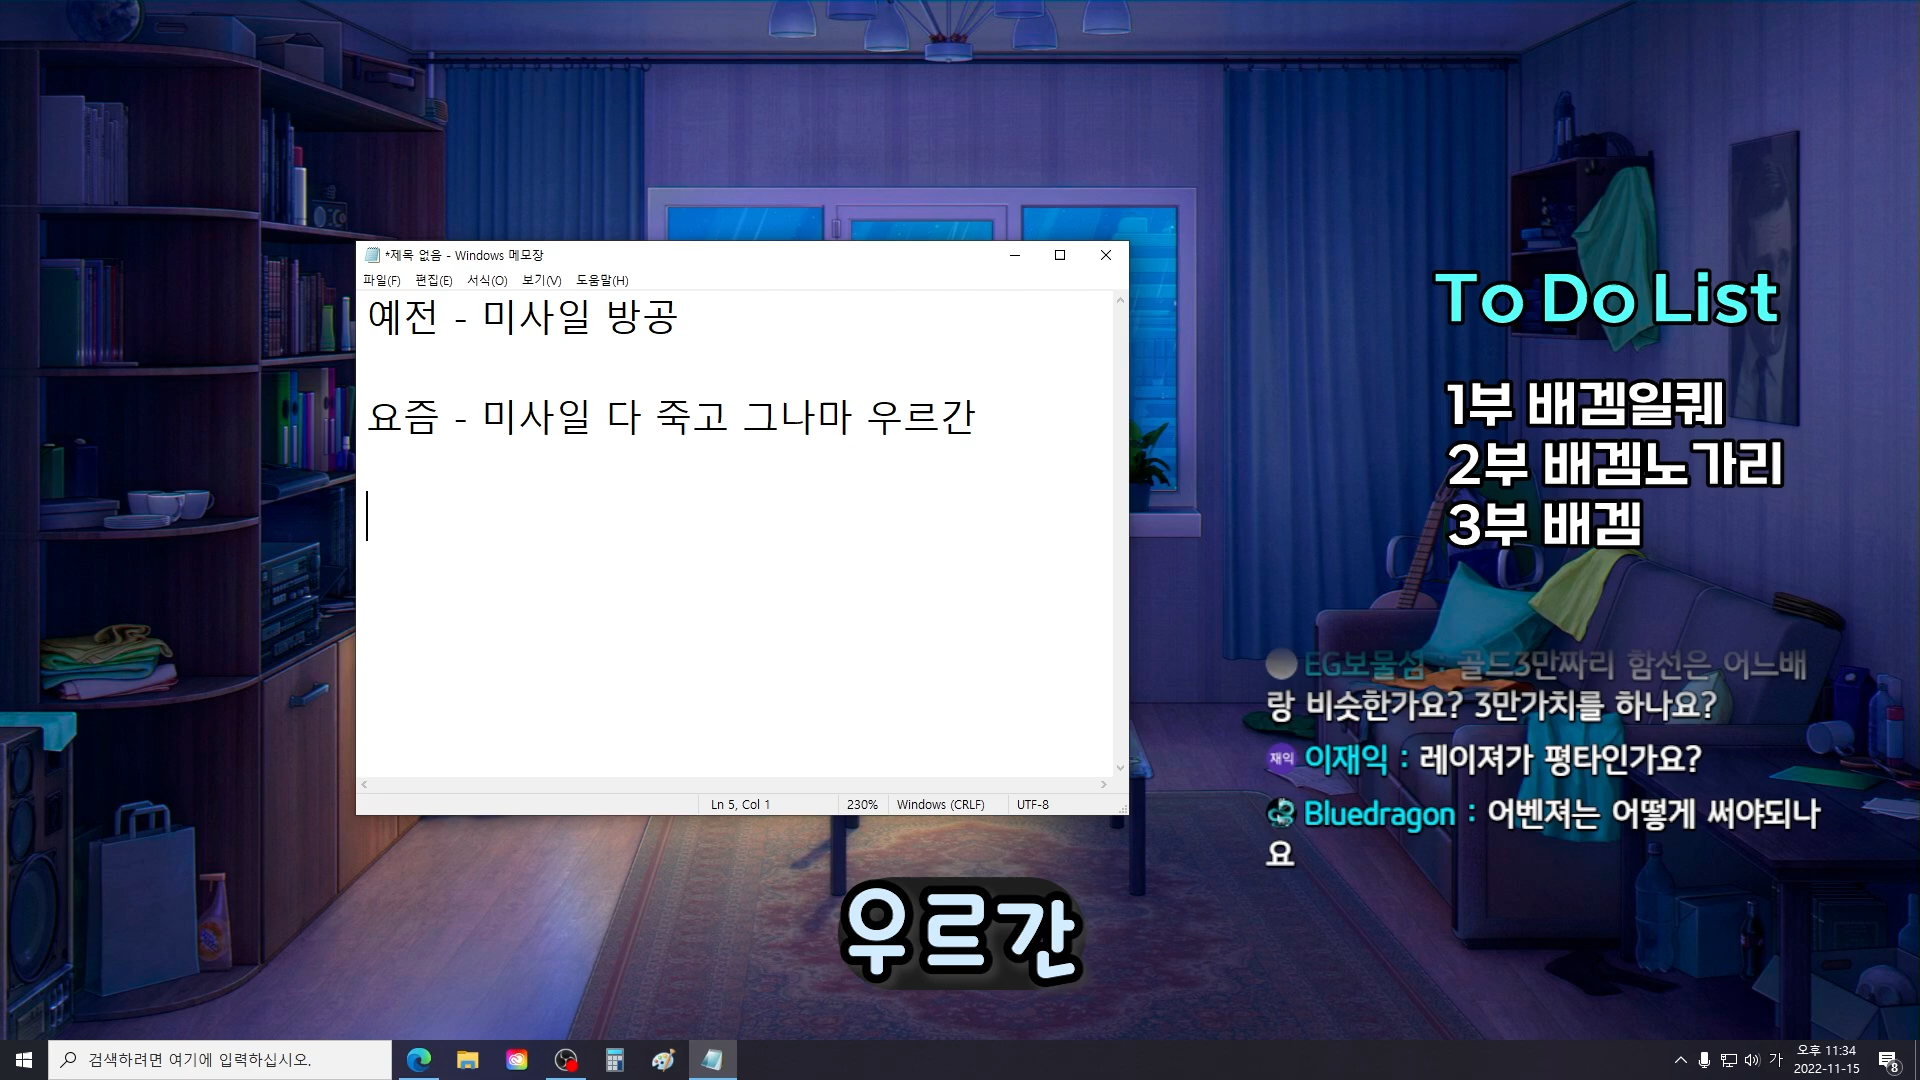 *제목 없음 - Windows 메모장
파일(F) 편집(E) 서식(O) 보기(V) 도움말(H)
예전 - 미사일 방공
요즘 - 미사일 다 죽고 그나마 우르간
Ln 5, Col 1 230% Windows (CRLF) UTF-8
To Do List
1부 배겜일퀘
2부 배겜노가리
3부 배겜
EG보물섬 : 골드3만짜리 함선은 어느배
랑 비슷한가요? 3만가치를 하나요?
재익 이재익 : 레이져가 평타인가요?
Bluedragon : 어벤져는 어떻게 써야되나
요
우르간
검색하려면 여기에 입력하십시오.
가 오후 11:34
2022-11-15 8